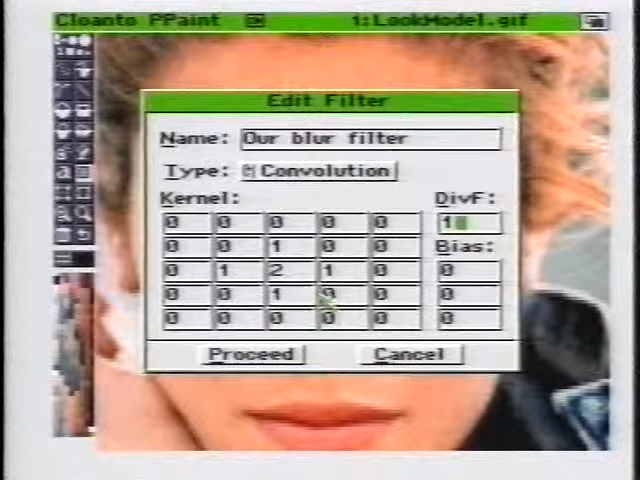 Cloanto PPaint 1:LookModel.gif
Edit Filter
Name: Our blur filter
Type: Convolution
Kernel: DivF:
0 0 0 0 0 1
0 0 1 0 0 Bias:
0 1 2 1 0 0
0 0 1 0 0 0
0 0 0 0 0 0
Proceed Cancel